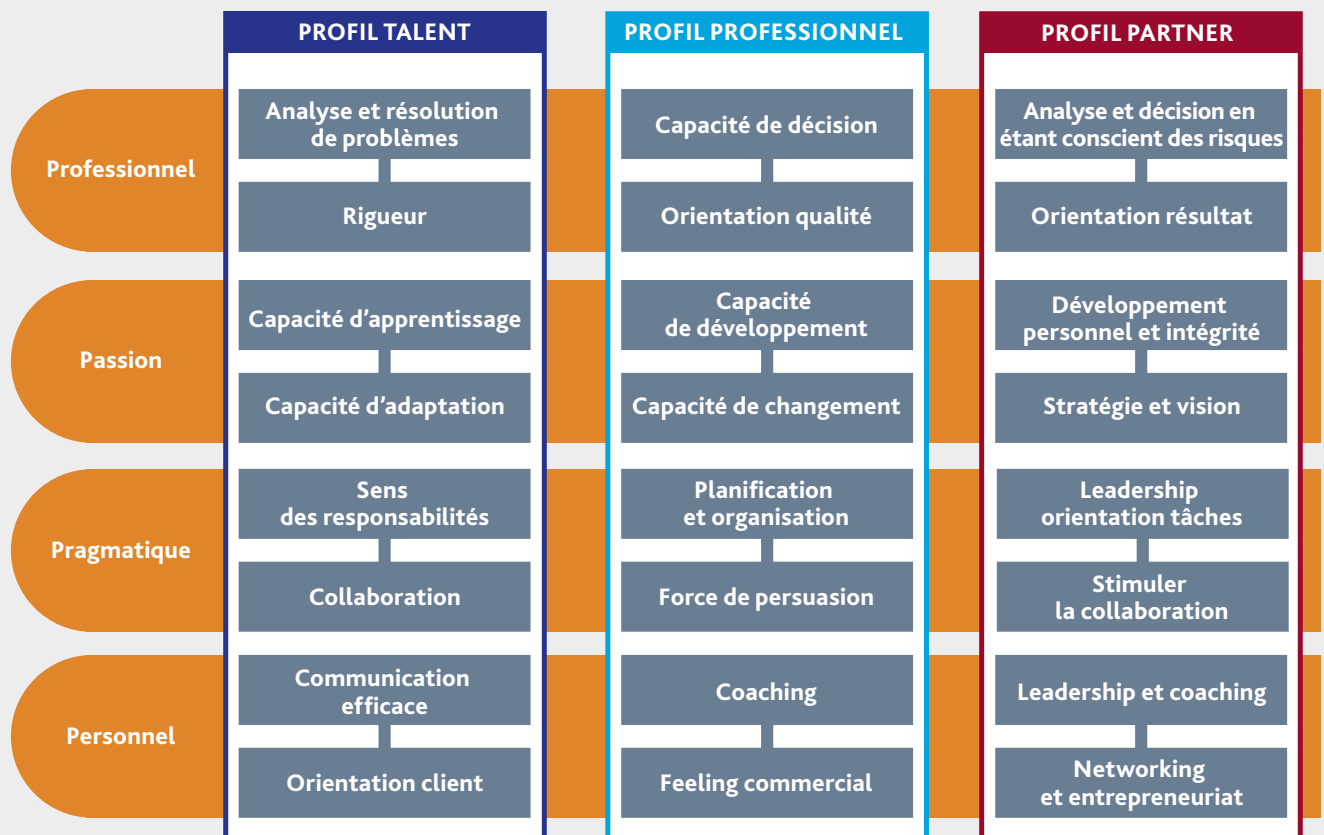 PROFIL TALENT
PROFIL PROFESSIONNEL
PROFIL PARTNER
Professionnel
Analyse et résolution
de problèmes
Capacité de décision
Analyse et décision en
étant conscient des risques
Rigueur
Orientation qualité
Orientation résultat
Passion
Capacité d’apprentissage
Capacité
de développement
Développement
personnel et intégrité
Capacité d’adaptation
Capacité de changement
Stratégie et vision
Pragmatique
Sens
des responsabilités
Planification
et organisation
Leadership
orientation tâches
Collaboration
Force de persuasion
Stimuler
la collaboration
Personnel
Communication
efficace
Coaching
Leadership et coaching
Orientation client
Feeling commercial
Networking
et entrepreneuriat